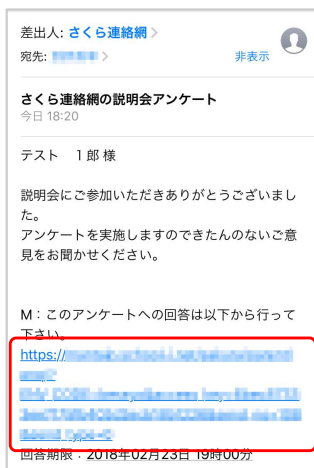 差出人: さくら連絡網 >
宛先: >
非表示
さくら連絡網の説明会アンケート
今日 18:20
テスト　1郎 様
説明会にご参加いただきありがとうございまし
た。
アンケートを実施しますのできたんのないご意
見をお聞かせください。
M：このアンケートへの回答は以下から行って
下さい。
https://
回答期限：2018年02月23日 19時00分